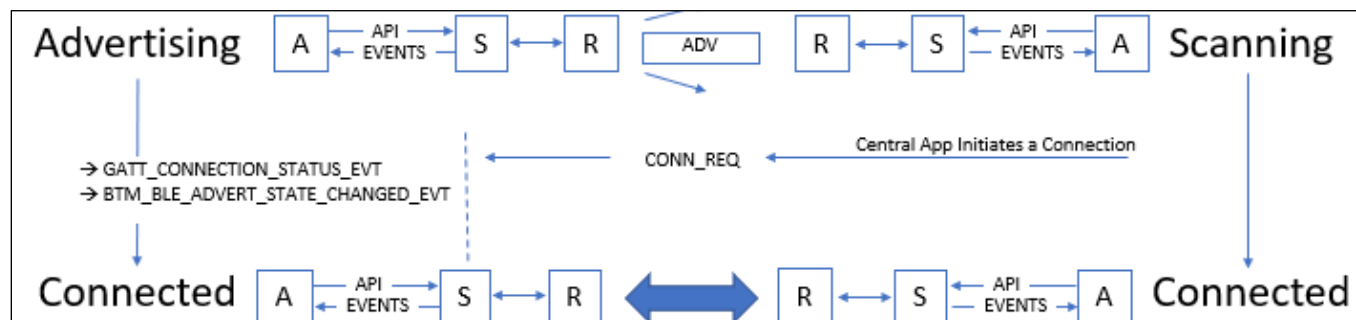 Advertising A API EVENTS S R ADV R S API EVENTS A Scanning
Central App Initiates a Connection
CONN_REQ
→ GATT_CONNECTION_STATUS_EVT
→ BTM_BLE_ADVERT_STATE_CHANGED_EVT
Connected A API EVENTS S R R S API EVENTS A Connected